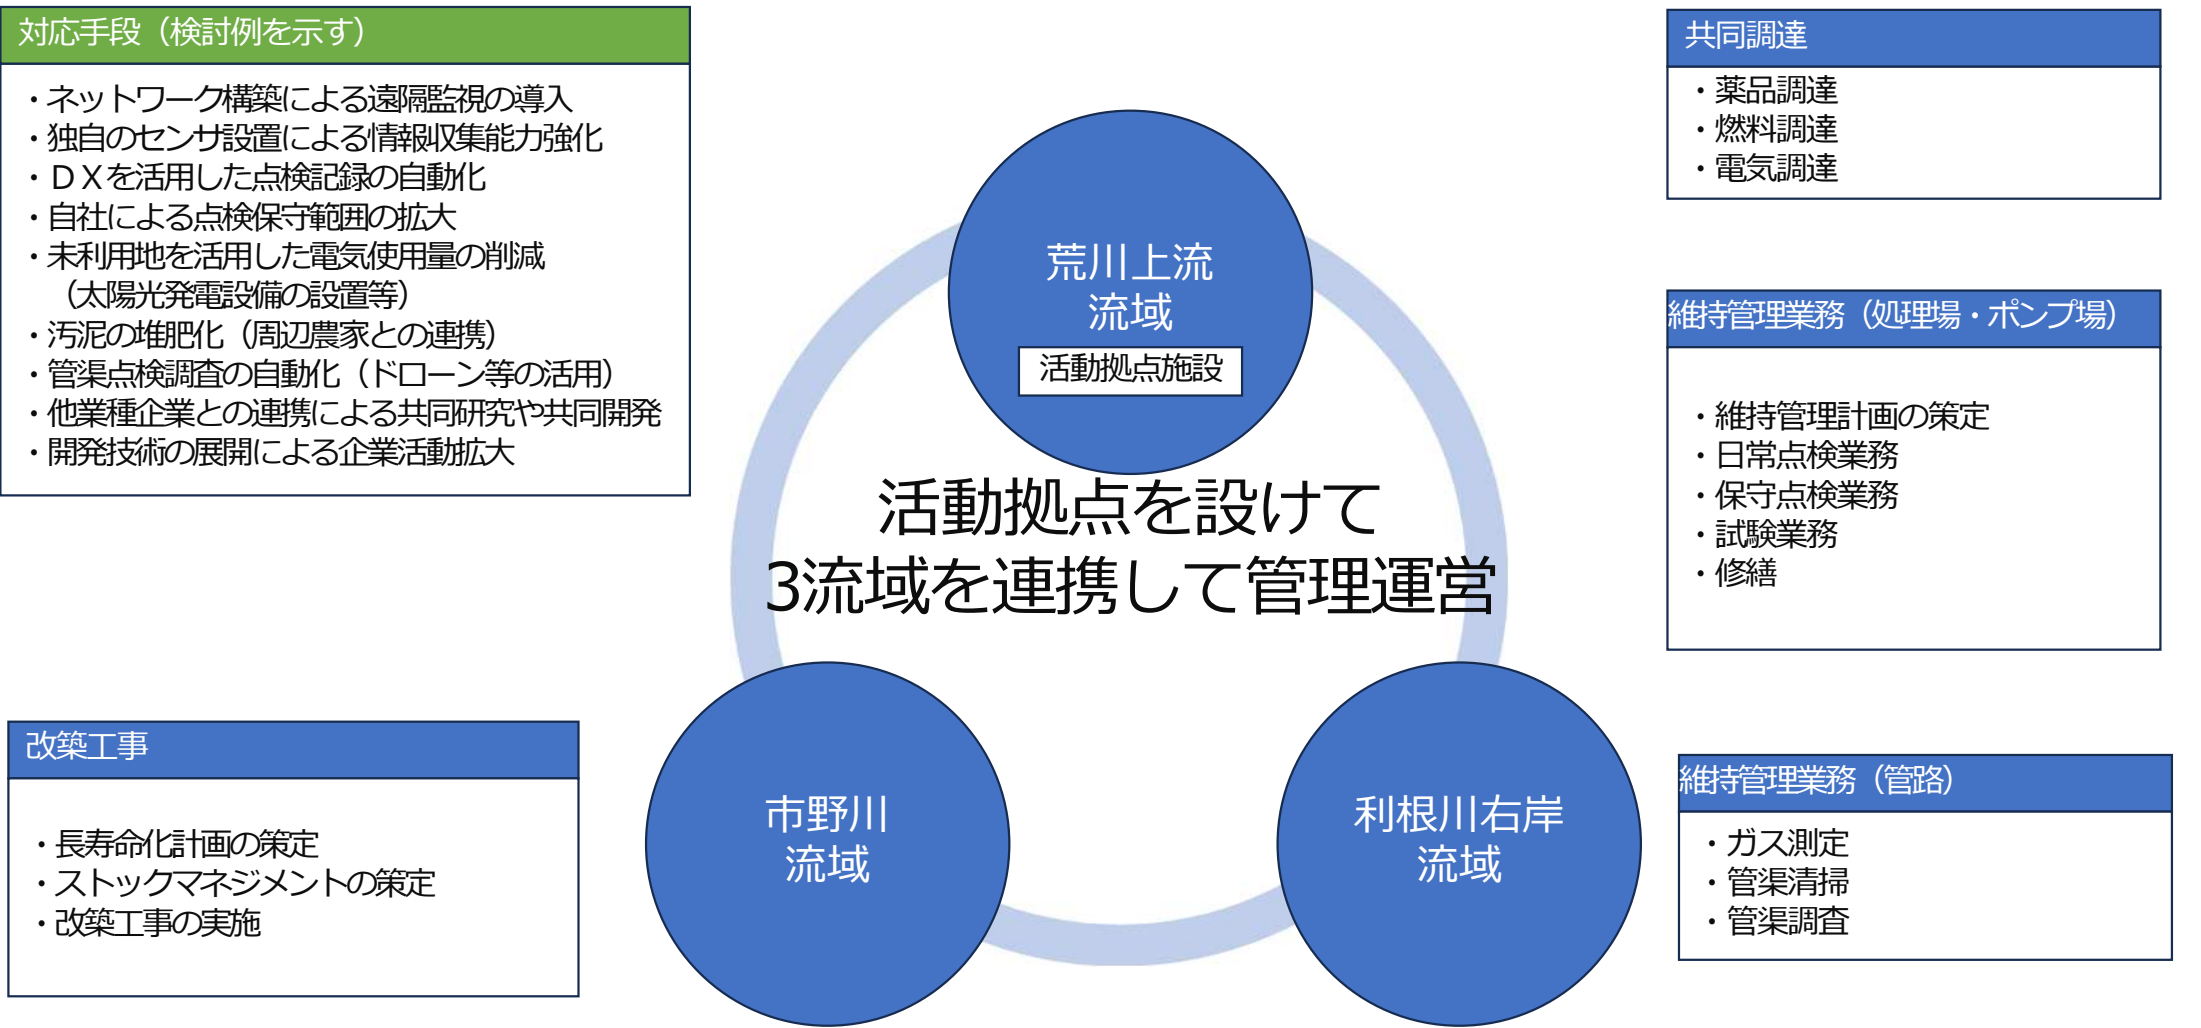 対応手段（検討例を示す）
・ネットワーク構築による遠隔監視の導入
・独自のセンサ設置による情報収集能力強化
・ＤＸを活用した点検記録の自動化
・自社による点検保守範囲の拡大
・未利用地を活用した電気使用量の削減
（太陽光発電設備の設置等）
・汚泥の堆肥化（周辺農家との連携）
・管渠点検調査の自動化（ドローン等の活用）
・他業種企業との連携による共同研究や共同開発
・開発技術の展開による企業活動拡大
改築工事
・長寿命化計画の策定
・ストックマネジメントの策定
・改築工事の実施
荒川上流
流域
活動拠点施設
活動拠点を設けて
3流域を連携して管理運営
市野川
流域
利根川右岸
流域
共同調達
・薬品調達
・燃料調達
・電気調達
維持管理業務（処理場・ポンプ場）
・維持管理計画の策定
・日常点検業務
・保守点検業務
・試験業務
・修繕
維持管理業務（管路）
・ガス測定
・管渠清掃
・管渠調査